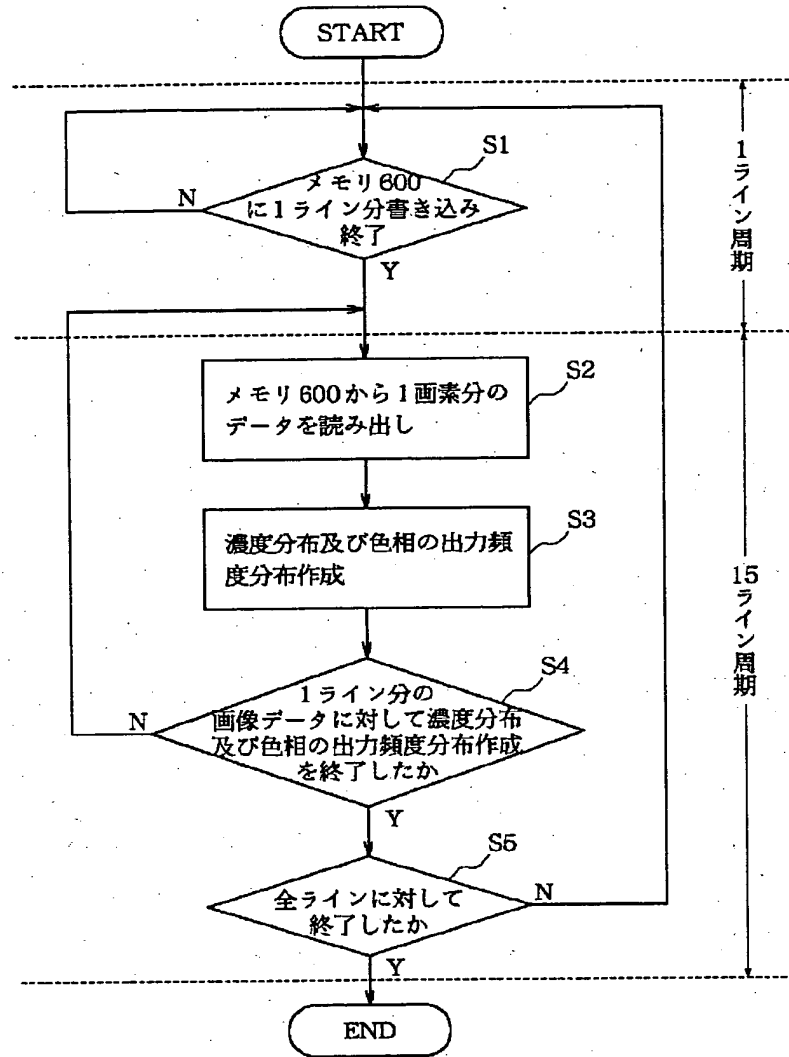 START
S1
メモリ600
に1ライン分書き込み
終了
N
Y
1ライン周期
S2
メモリ600から1画素分の
データを読み出し
S3
濃度分布及び色相の出力頻
度分布作成
S4
1ライン分の
画像データに対して濃度分布
及び色相の出力頻度分布作成
を終了したか
N
Y
15ライン周期
S5
全ラインに対して
終了したか
N
Y
END